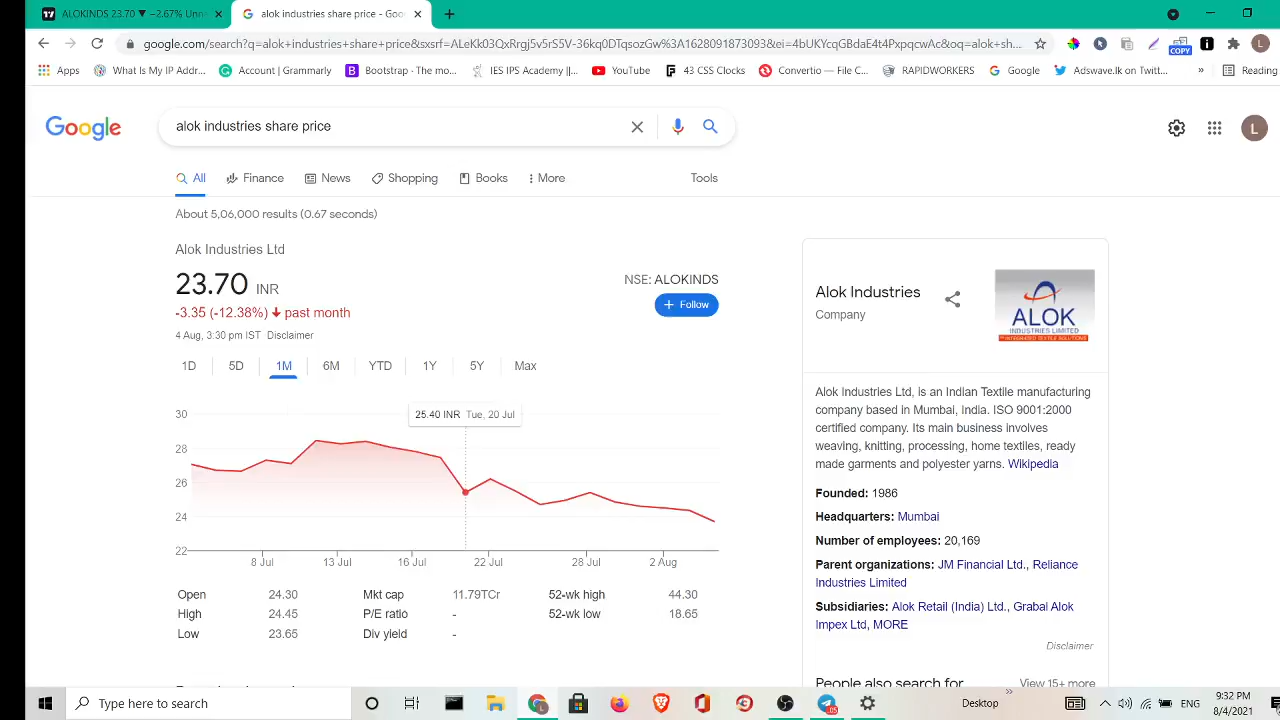 ALOKINDS 23.70 ▼ −2.67% Unna
alok industries share price - Goo
google.com/search?q=alok+industries+share+price&sxsrf=
Apps
What Is My IP Addr...
Account | Grammarly
Bootstrap · The mo...
IES IPS Academy ||...
YouTube
43 CSS Clocks
Convertio — File C...
RAPIDWORKERS
Google
Adswave.lk on Twitt...
»
Reading
COPY
L
Google
alok industries share price
L
All
Finance
News
Shopping
Books
More
Tools
About 5,06,000 results (0.67 seconds)
Alok Industries Ltd
23.70 INR
NSE: ALOKINDS
-3.35 (-12.38%) past month
+ Follow
4 Aug, 3:30 pm IST Disclaimer
1D 5D 1M 6M YTD 1Y 5Y Max
25.40 INR Tue, 20 Jul
30
28
26
24
22
8 Jul 13 Jul 16 Jul 22 Jul 28 Jul 2 Aug
Open 24.30 Mkt cap 11.79TCr 52-wk high 44.30
High 24.45 P/E ratio - 52-wk low 18.65
Low 23.65 Div yield -
Alok Industries
Company
ALOK
INDUSTRIES LIMITED
Alok Industries Ltd, is an Indian Textile manufacturing
company based in Mumbai, India. ISO 9001:2000
certified company. Its main business involves
weaving, knitting, processing, home textiles, ready
made garments and polyester yarns. Wikipedia
Founded: 1986
Headquarters: Mumbai
Number of employees: 20,169
Parent organizations: JM Financial Ltd., Reliance
Industries Limited
Subsidiaries: Alok Retail (India) Ltd., Grabal Alok
Impex Ltd, MORE
Disclaimer
People also search for
View 15+ more
Type here to search
Desktop
»
ENG
9:32 PM
8/4/2021